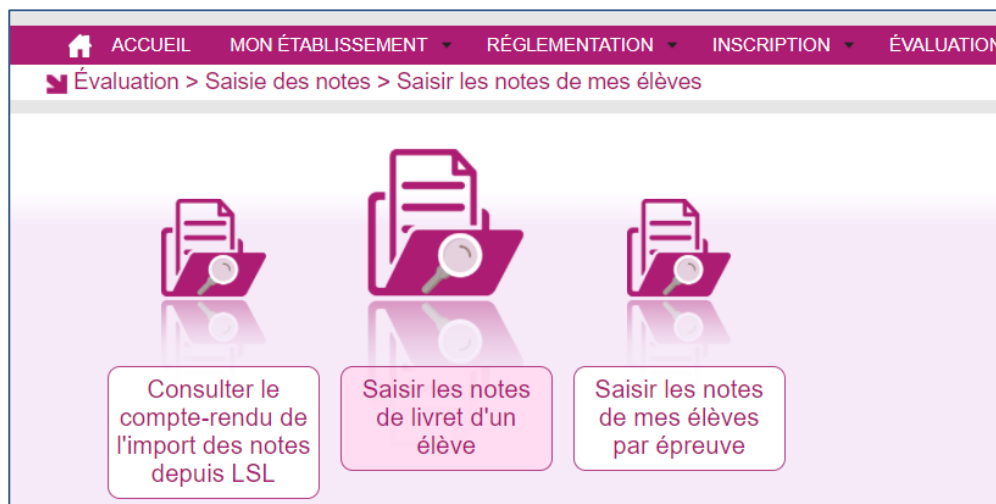 ACCUEIL MON ÉTABLISSEMENT RÉGLEMENTATION INSCRIPTION ÉVALUATION
Évaluation > Saisie des notes > Saisir les notes de mes élèves
Consulter le
compte-rendu de
l'import des notes
depuis LSL
Saisir les notes
de livret d'un
élève
Saisir les notes
de mes élèves
par épreuve